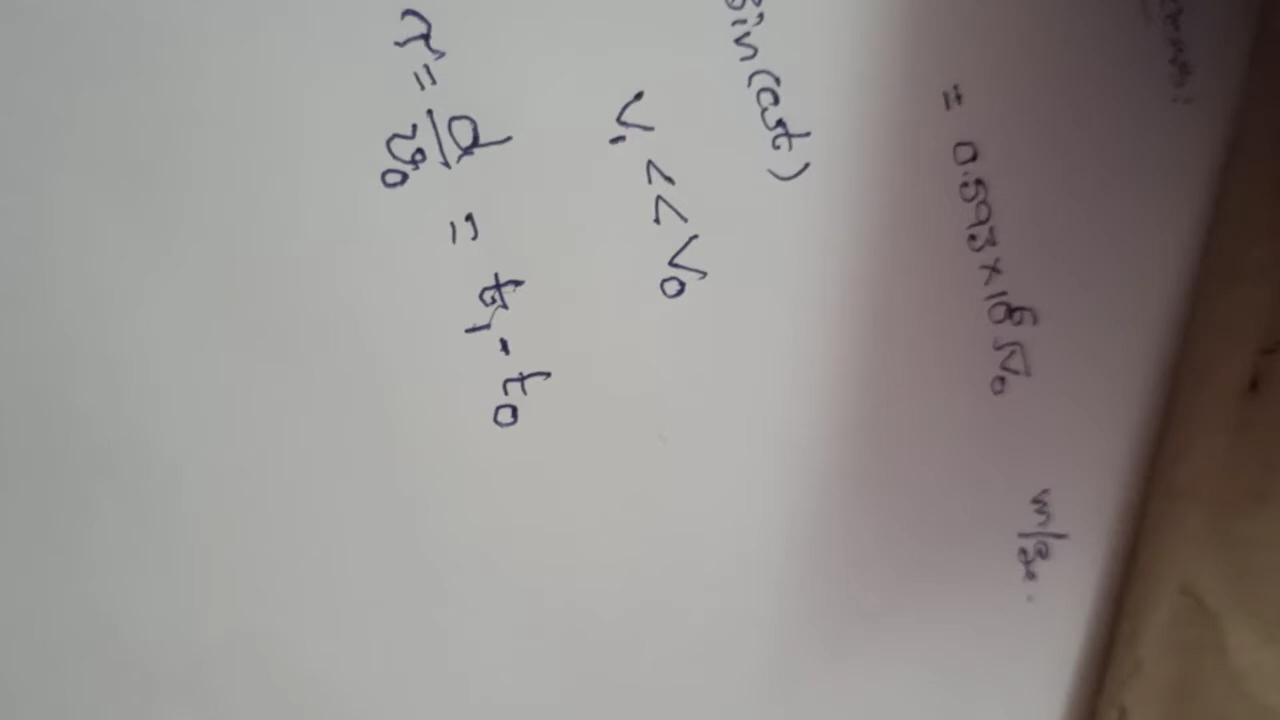 = 0.593 × 10⁶ √V₀ m/sec.
sin(ωt)
V₁ << V₀
τ = d/v₀ = t₁ - t₀